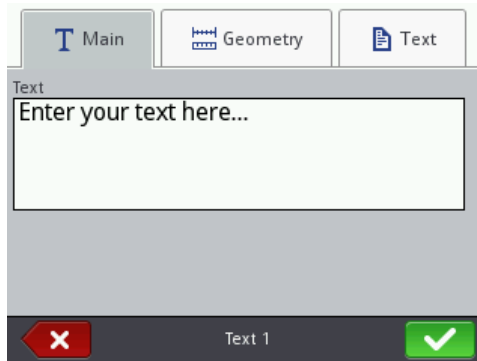 Main
Geometry
Text
Text
Enter your text here...
Text 1